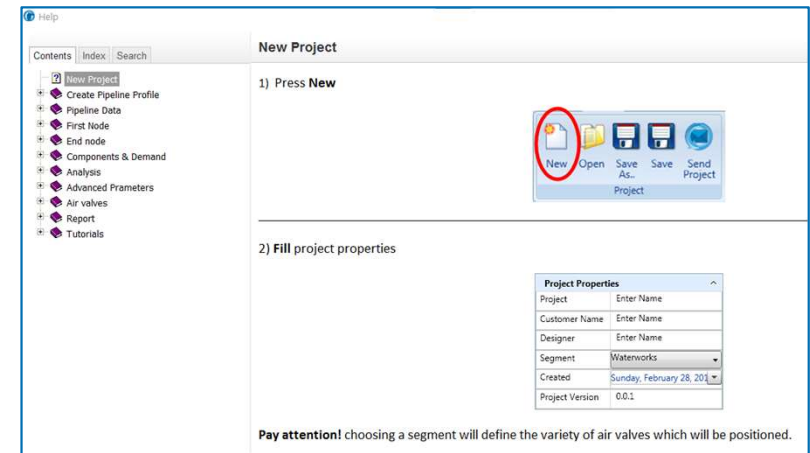 Help
Contents Index Search
New Project
Create Pipeline Profile
Pipeline Data
First Node
End node
Components & Demand
Analysis
Advanced Prameters
Air valves
Report
Tutorials
New Project
1) Press New
New Open Save As.. Save Send Project
Project
2) Fill project properties
Project Properties
Project Enter Name
Customer Name Enter Name
Designer Enter Name
Segment Waterworks
Created Sunday, February 28, 201
Project Version 0.0.1
Pay attention! choosing a segment will define the variety of air valves which will be positioned.